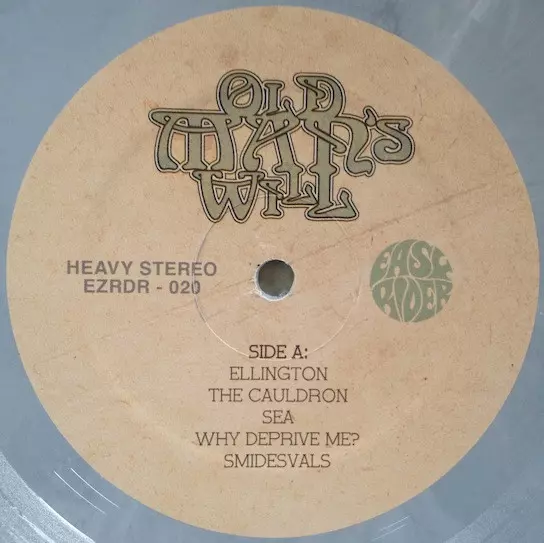 OLD
MAN'S
WILL
HEAVY STEREO
EZRDR - 020
EASY
RIDER
SIDE A:
ELLINGTON
THE CAULDRON
SEA
WHY DEPRIVE ME?
SMIDESVALS